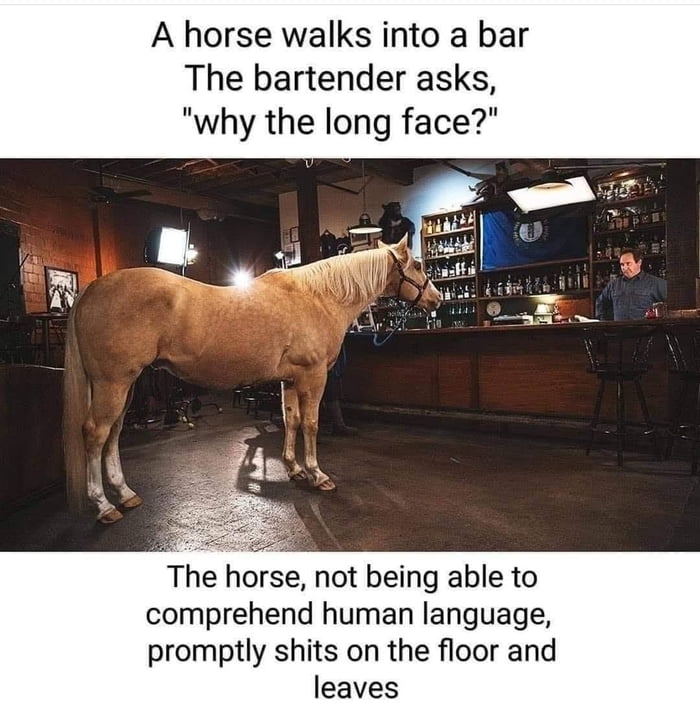 A horse walks into a bar
The bartender asks,
"why the long face?"
The horse, not being able to
comprehend human language,
promptly shits on the floor and
leaves